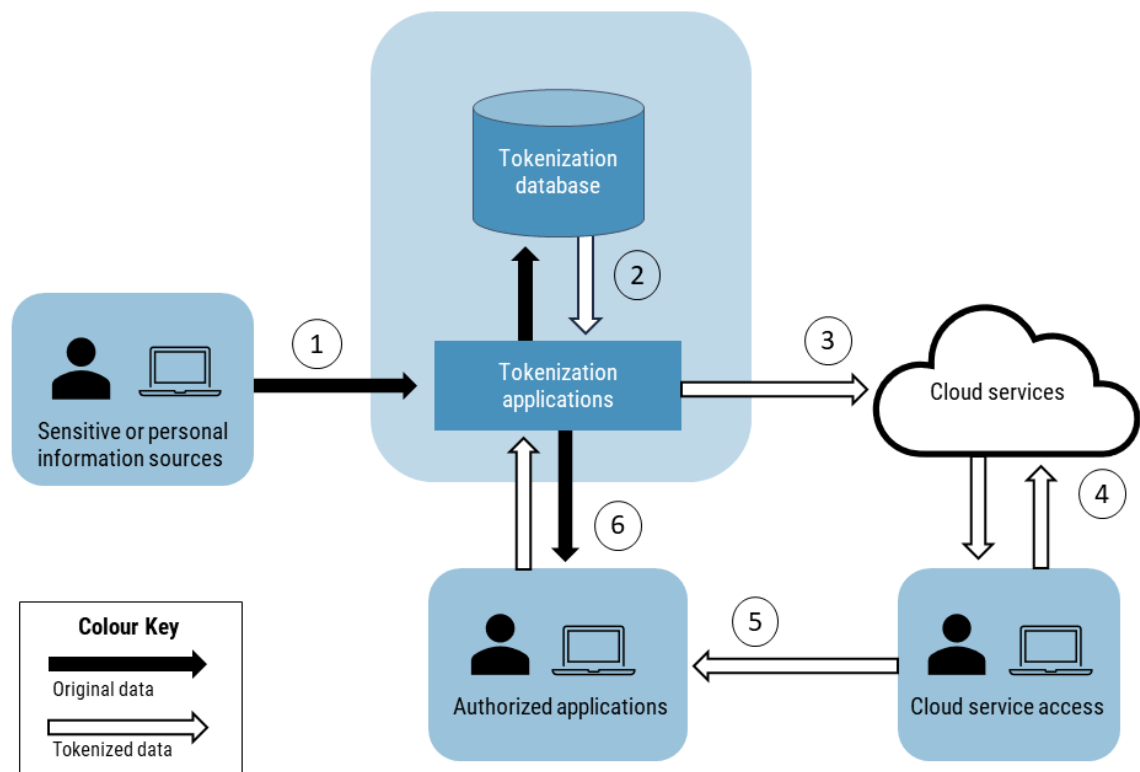 Tokenization
database
2
1
3
Tokenization
applications
Cloud services
Sensitive or personal
information sources
4
6
5
Authorized applications
Cloud service access
Colour Key
Original data
Tokenized data